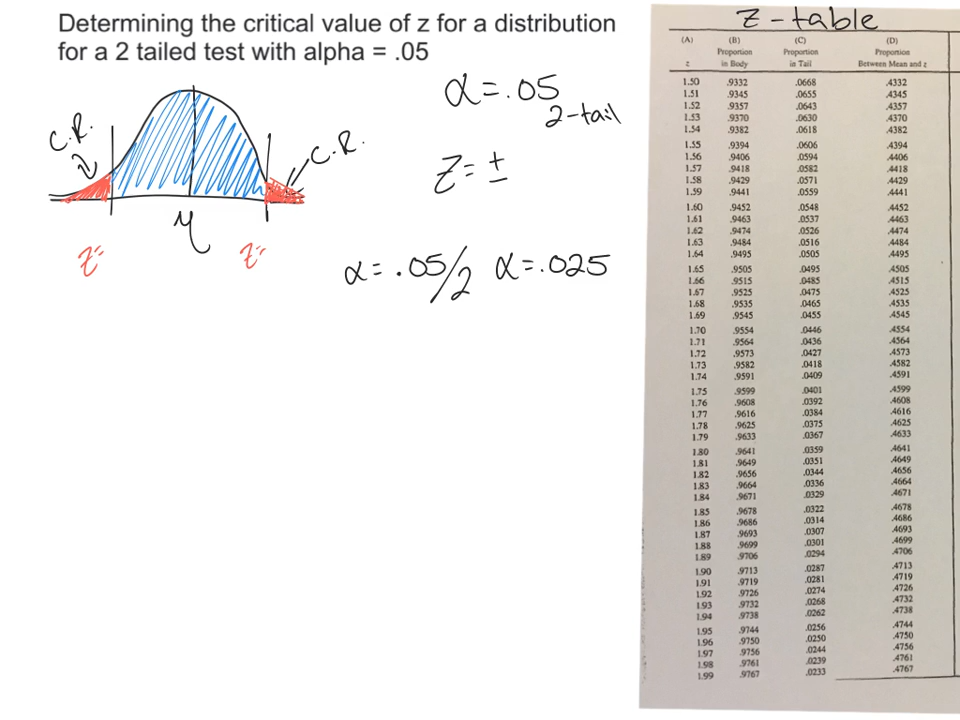 Determining the critical value of z for a distribution
for a 2 tailed test with alpha = .05
α=.05
2-tail
C.R.
C.R.
z=±
μ
z=
z=
α=.05/2 α=.025
z-table
(A) (B) (C) (D)
Proportion Proportion Proportion
z in Body in Tail Between Mean and z
1.50 .9332 .0668 .4332
1.51 .9345 .0655 .4345
1.52 .9357 .0643 .4357
1.53 .9370 .0630 .4370
1.54 .9382 .0618 .4382
1.55 .9394 .0606 .4394
1.56 .9406 .0594 .4406
1.57 .9418 .0582 .4418
1.58 .9429 .0571 .4429
1.59 .9441 .0559 .4441
1.60 .9452 .0548 .4452
1.61 .9463 .0537 .4463
1.62 .9474 .0526 .4474
1.63 .9484 .0516 .4484
1.64 .9495 .0505 .4495
1.65 .9505 .0495 .4505
1.66 .9515 .0485 .4515
1.67 .9525 .0475 .4525
1.68 .9535 .0465 .4535
1.69 .9545 .0455 .4545
1.70 .9554 .0446 .4554
1.71 .9564 .0436 .4564
1.72 .9573 .0427 .4573
1.73 .9582 .0418 .4582
1.74 .9591 .0409 .4591
1.75 .9599 .0401 .4599
1.76 .9608 .0392 .4608
1.77 .9616 .0384 .4616
1.78 .9625 .0375 .4625
1.79 .9633 .0367 .4633
1.80 .9641 .0359 .4641
1.81 .9649 .0351 .4649
1.82 .9656 .0344 .4656
1.83 .9664 .0336 .4664
1.84 .9671 .0329 .4671
1.85 .9678 .0322 .4678
1.86 .9686 .0314 .4686
1.87 .9693 .0307 .4693
1.88 .9699 .0301 .4699
1.89 .9706 .0294 .4706
1.90 .9713 .0287 .4713
1.91 .9719 .0281 .4719
1.92 .9726 .0274 .4726
1.93 .9732 .0268 .4732
1.94 .9738 .0262 .4738
1.95 .9744 .0256 .4744
1.96 .9750 .0250 .4750
1.97 .9756 .0244 .4756
1.98 .9761 .0239 .4761
1.99 .9767 .0233 .4767